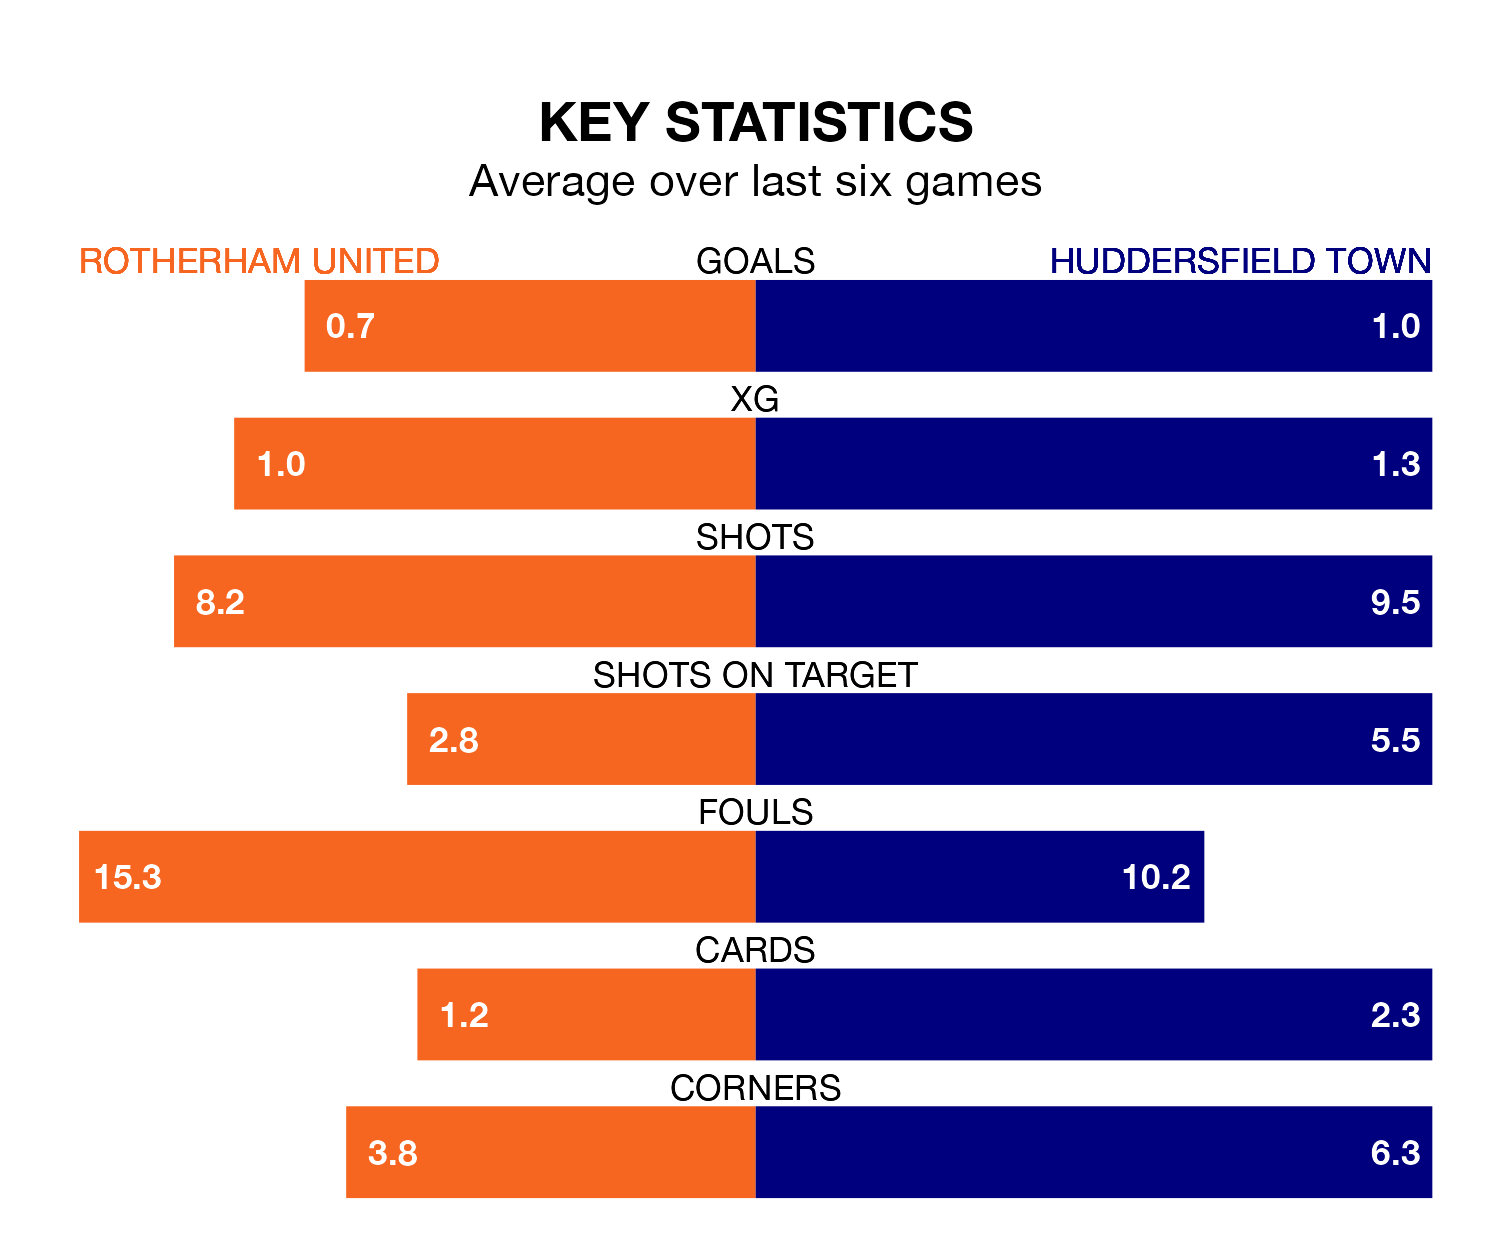 KEY STATISTICS
Average over last six games
ROTHERHAM UNITED GOALS HUDDERSFIELD TOWN
0.7 1.0
XG
1.0 1.3
SHOTS
8.2 9.5
SHOTS ON TARGET
2.8 5.5
FOULS
15.3 10.2
CARDS
1.2 2.3
CORNERS
3.8 6.3